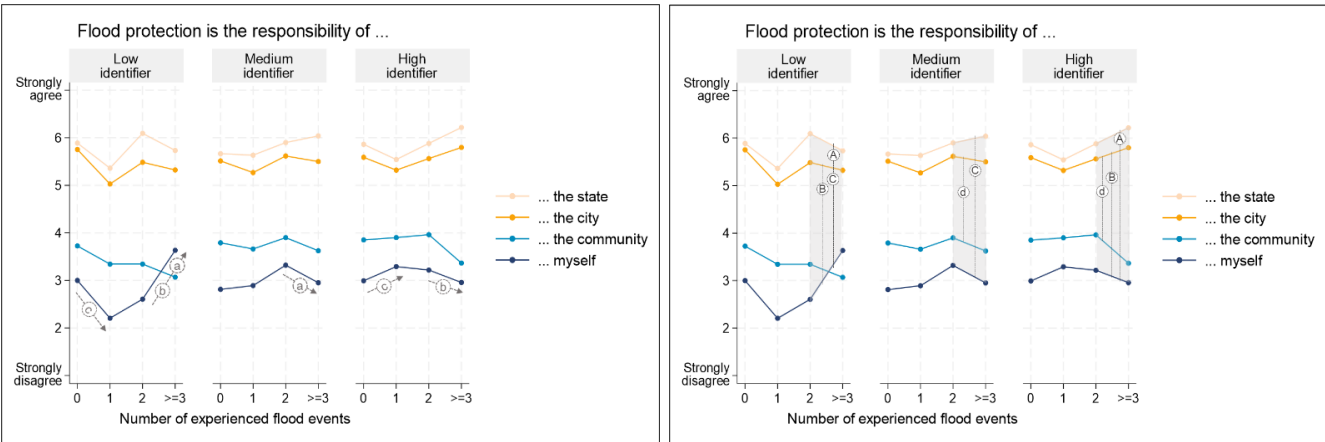 Flood protection is the responsibility of ...
Low identifier
Medium identifier
High identifier
Strongly agree
6
5
4
3
2
Strongly disagree
c
b
a
a
c
b
0 1 2 >=3
0 1 2 >=3
0 1 2 >=3
Number of experienced flood events
... the state
... the city
... the community
... myself
Flood protection is the responsibility of ...
Low identifier
Medium identifier
High identifier
Strongly agree
6
5
4
3
2
Strongly disagree
A
B
C
d
C
A
B
d
0 1 2 >=3
0 1 2 >=3
0 1 2 >=3
Number of experienced flood events
... the state
... the city
... the community
... myself